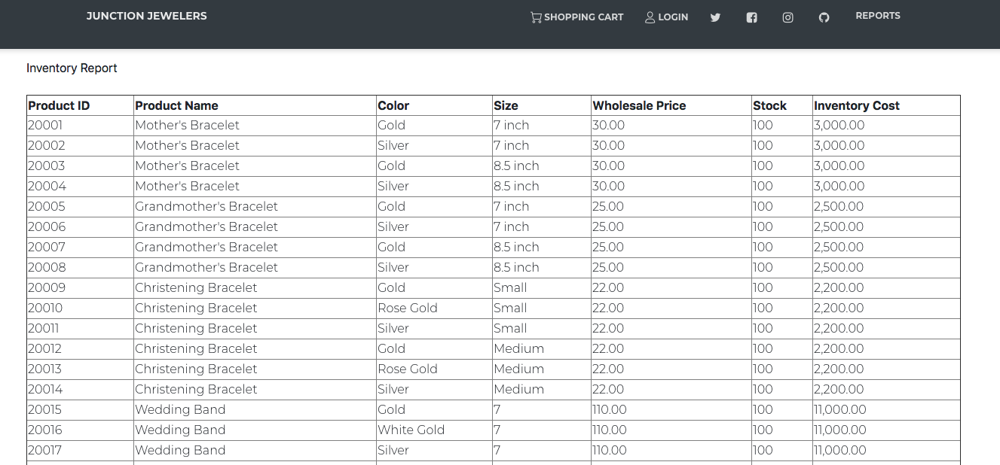 JUNCTION JEWELERS SHOPPING CART LOGIN REPORTS
Inventory Report
Product ID Product Name Color Size Wholesale Price Stock Inventory Cost
20001 Mother's Bracelet Gold 7 inch 30.00 100 3,000.00
20002 Mother's Bracelet Silver 7 inch 30.00 100 3,000.00
20003 Mother's Bracelet Gold 8.5 inch 30.00 100 3,000.00
20004 Mother's Bracelet Silver 8.5 inch 30.00 100 3,000.00
20005 Grandmother's Bracelet Gold 7 inch 25.00 100 2,500.00
20006 Grandmother's Bracelet Silver 7 inch 25.00 100 2,500.00
20007 Grandmother's Bracelet Gold 8.5 inch 25.00 100 2,500.00
20008 Grandmother's Bracelet Silver 8.5 inch 25.00 100 2,500.00
20009 Christening Bracelet Gold Small 22.00 100 2,200.00
20010 Christening Bracelet Rose Gold Small 22.00 100 2,200.00
20011 Christening Bracelet Silver Small 22.00 100 2,200.00
20012 Christening Bracelet Gold Medium 22.00 100 2,200.00
20013 Christening Bracelet Rose Gold Medium 22.00 100 2,200.00
20014 Christening Bracelet Silver Medium 22.00 100 2,200.00
20015 Wedding Band Gold 7 110.00 100 11,000.00
20016 Wedding Band White Gold 7 110.00 100 11,000.00
20017 Wedding Band Silver 7 110.00 100 11,000.00